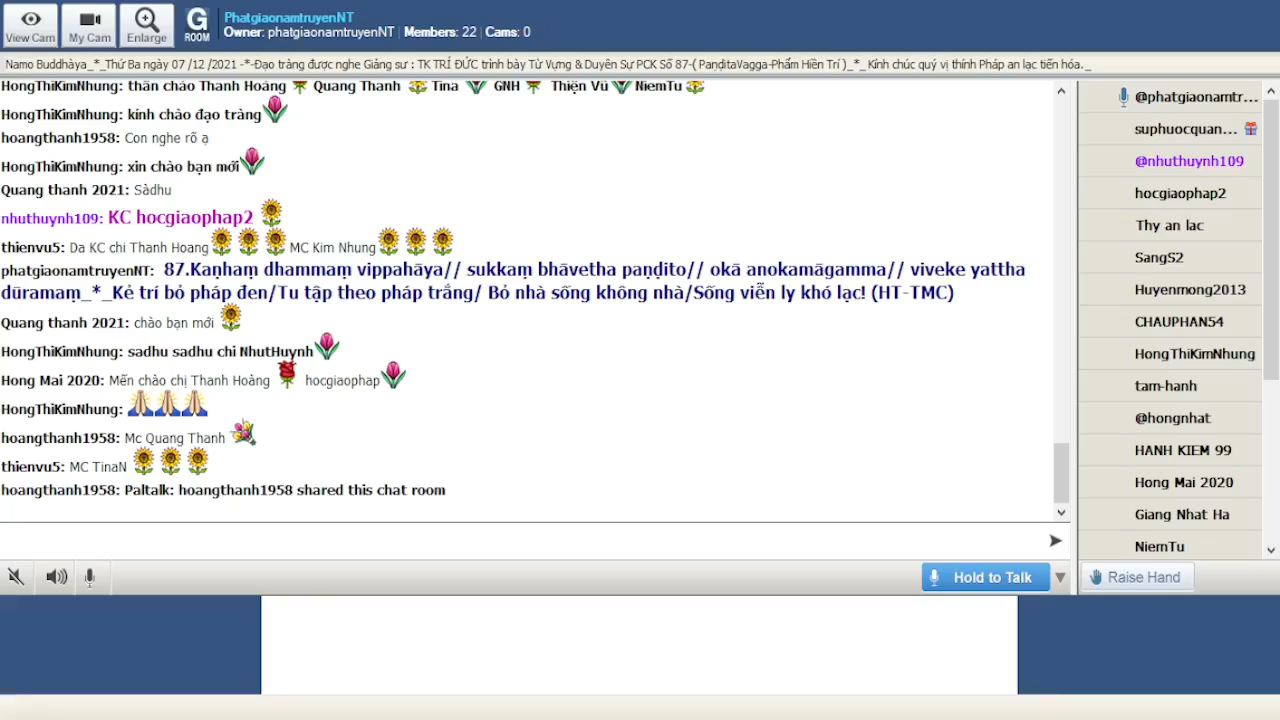 View Cam
My Cam
Enlarge
G
ROOM
PhatgiaonamtruyenNT
Owner: phatgiaonamtruyenNT | Members: 22 | Cams: 0
Namo Buddhàya_*_Thứ Ba ngày 07 /12 /2021 -*-Đạo tràng được nghe Giảng sư : TK TRÍ ĐỨC trình bày Từ Vựng & Duyên Sự PCK Số 87-( PaṇḍitaVagga-Phẩm Hiền Trí )_*_ Kính chúc quý vị thính Pháp an lạc tiến hóa._
HongThiKimNhung: thân chào Thanh Hoàng Quang Thanh Tina GNH Thiện Vũ NiemTu
HongThiKimNhung: kính chào đạo tràng
hoangthanh1958: Con nghe rõ ạ
HongThiKimNhung: xin chào bạn mới
Quang thanh 2021: Sàdhu
nhuthuynh109: KC hocgiaophap2
thienvu5: Da KC chi Thanh Hoang MC Kim Nhung
phatgiaonamtruyenNT: 87.Kaṇhaṃ dhammaṃ vippahāya// sukkaṃ bhāvetha paṇḍito// okā anokamāgamma// viveke yattha
dūramaṃ_*_Kẻ trí bỏ pháp đen/Tu tập theo pháp trắng/ Bỏ nhà sống không nhà/Sống viễn ly khó lạc! (HT-TMC)
Quang thanh 2021: chào bạn mới
HongThiKimNhung: sadhu sadhu chi NhutHuynh
Hong Mai 2020: Mến chào chị Thanh Hoàng hocgiaophap
HongThiKimNhung:
hoangthanh1958: Mc Quang Thanh
thienvu5: MC TinaN
hoangthanh1958: Paltalk: hoangthanh1958 shared this chat room
Hold to Talk
@phatgiaonamtr...
suphuocquan...
@nhuthuynh109
hocgiaophap2
Thy an lac
SangS2
Huyenmong2013
CHAUPHAN54
HongThiKimNhung
tam-hanh
@hongnhat
HANH KIEM 99
Hong Mai 2020
Giang Nhat Ha
NiemTu
Raise Hand